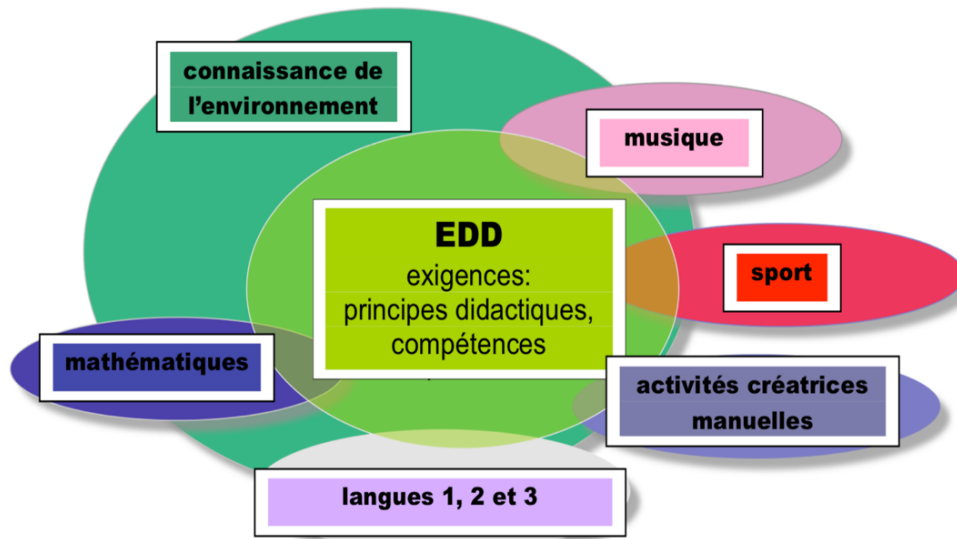 connaissance de
l'environnement
musique
EDD
exigences:
principes didactiques,
compétences
sport
mathématiques
activités créatrices
manuelles
langues 1, 2 et 3